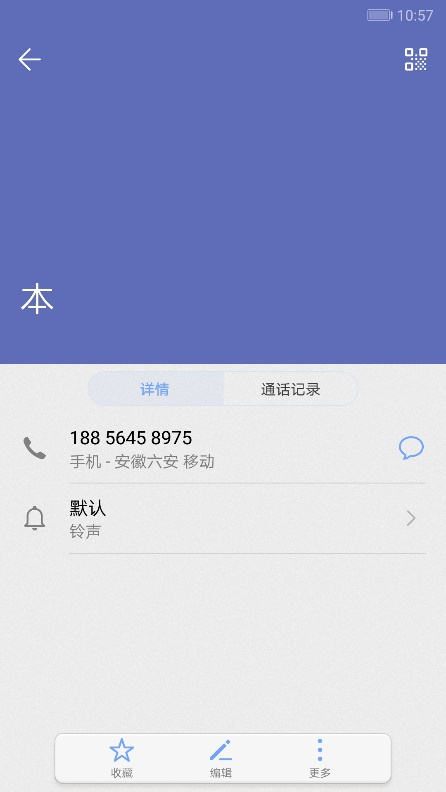 10:57
本
详情
通话记录
188 5645 8975
手机 - 安徽六安 移动
默认
铃声
收藏
编辑
更多